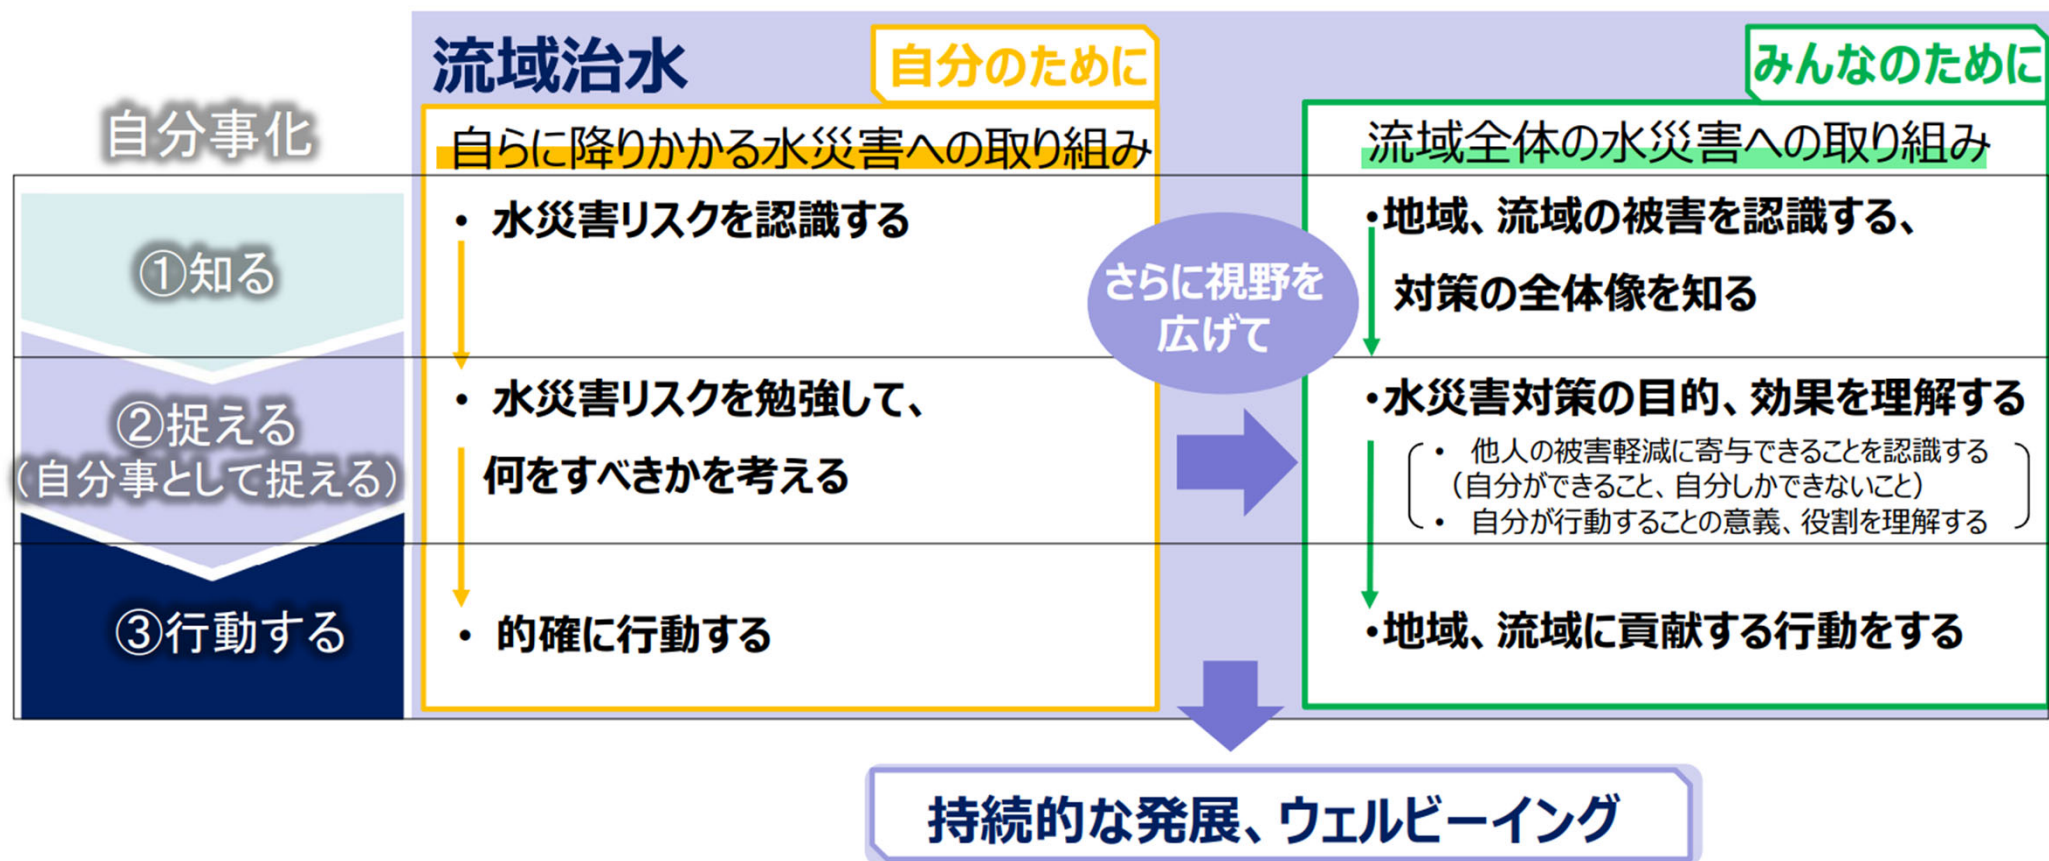 流域治水
自分のために
みんなのために
自分事化
自らに降りかかる水災害への取り組み
流域全体の水災害への取り組み
①知る
・ 水災害リスクを認識する
さらに視野を
広げて
・地域、流域の被害を認識する、
対策の全体像を知る
②捉える
（自分事として捉える）
・ 水災害リスクを勉強して、
何をすべきかを考える
・水災害対策の目的、効果を理解する
・ 他人の被害軽減に寄与できることを認識する
（自分ができること、自分しかできないこと）
・ 自分が行動することの意義、役割を理解する
③行動する
・ 的確に行動する
・地域、流域に貢献する行動をする
持続的な発展、ウェルビーイング